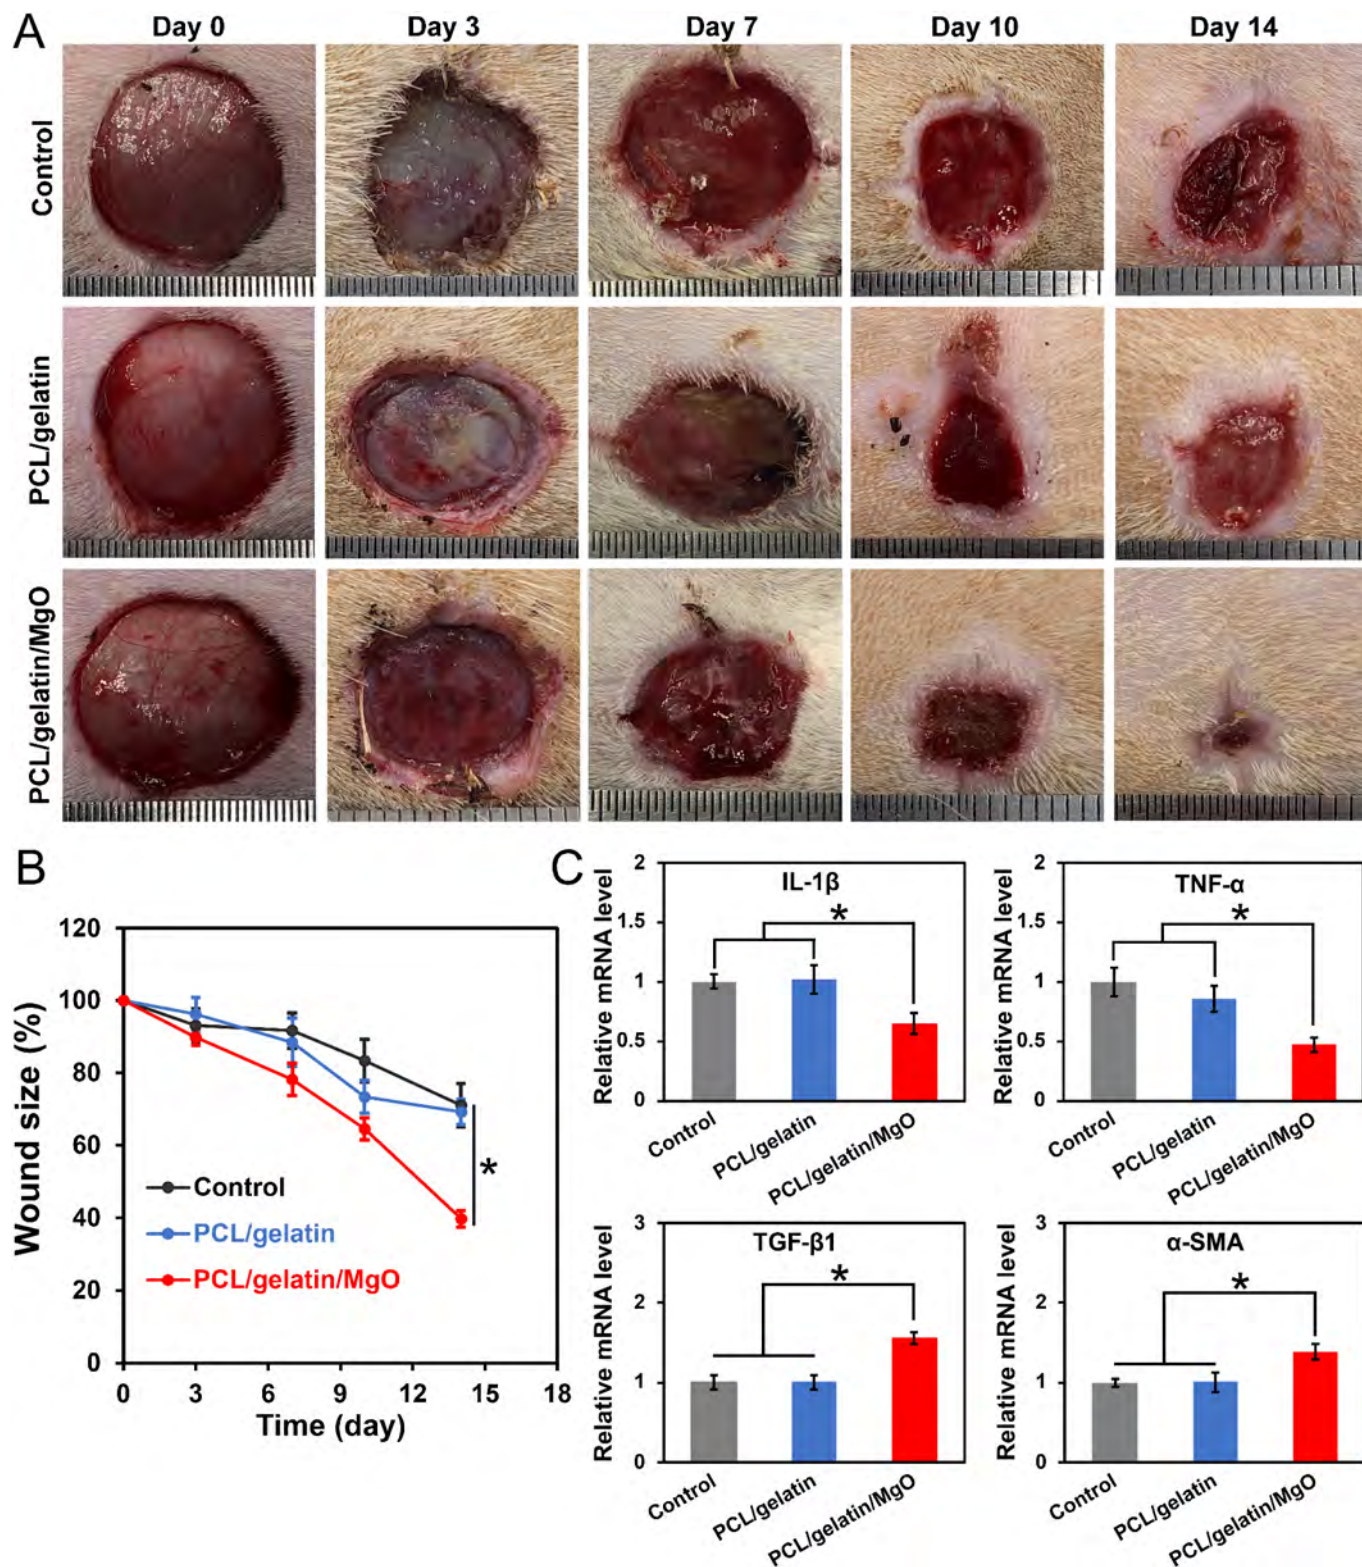 A
Day 0 Day 3 Day 7 Day 10 Day 14
Control
PCL/gelatin
PCL/gelatin/MgO
B
Wound size (%)
120
100
80
60
40
20
0
Control
PCL/gelatin
PCL/gelatin/MgO
*
0 3 6 9 12 15 18
Time (day)
C
Relative mRNA level
2
1.5
1
0.5
0
IL-1β
*
Control PCL/gelatin PCL/gelatin/MgO
Relative mRNA level
2
1.5
1
0.5
0
TNF-α
*
Control PCL/gelatin PCL/gelatin/MgO
Relative mRNA level
3
2
1
0
TGF-β1
*
Control PCL/gelatin PCL/gelatin/MgO
Relative mRNA level
3
2
1
0
α-SMA
*
Control PCL/gelatin PCL/gelatin/MgO